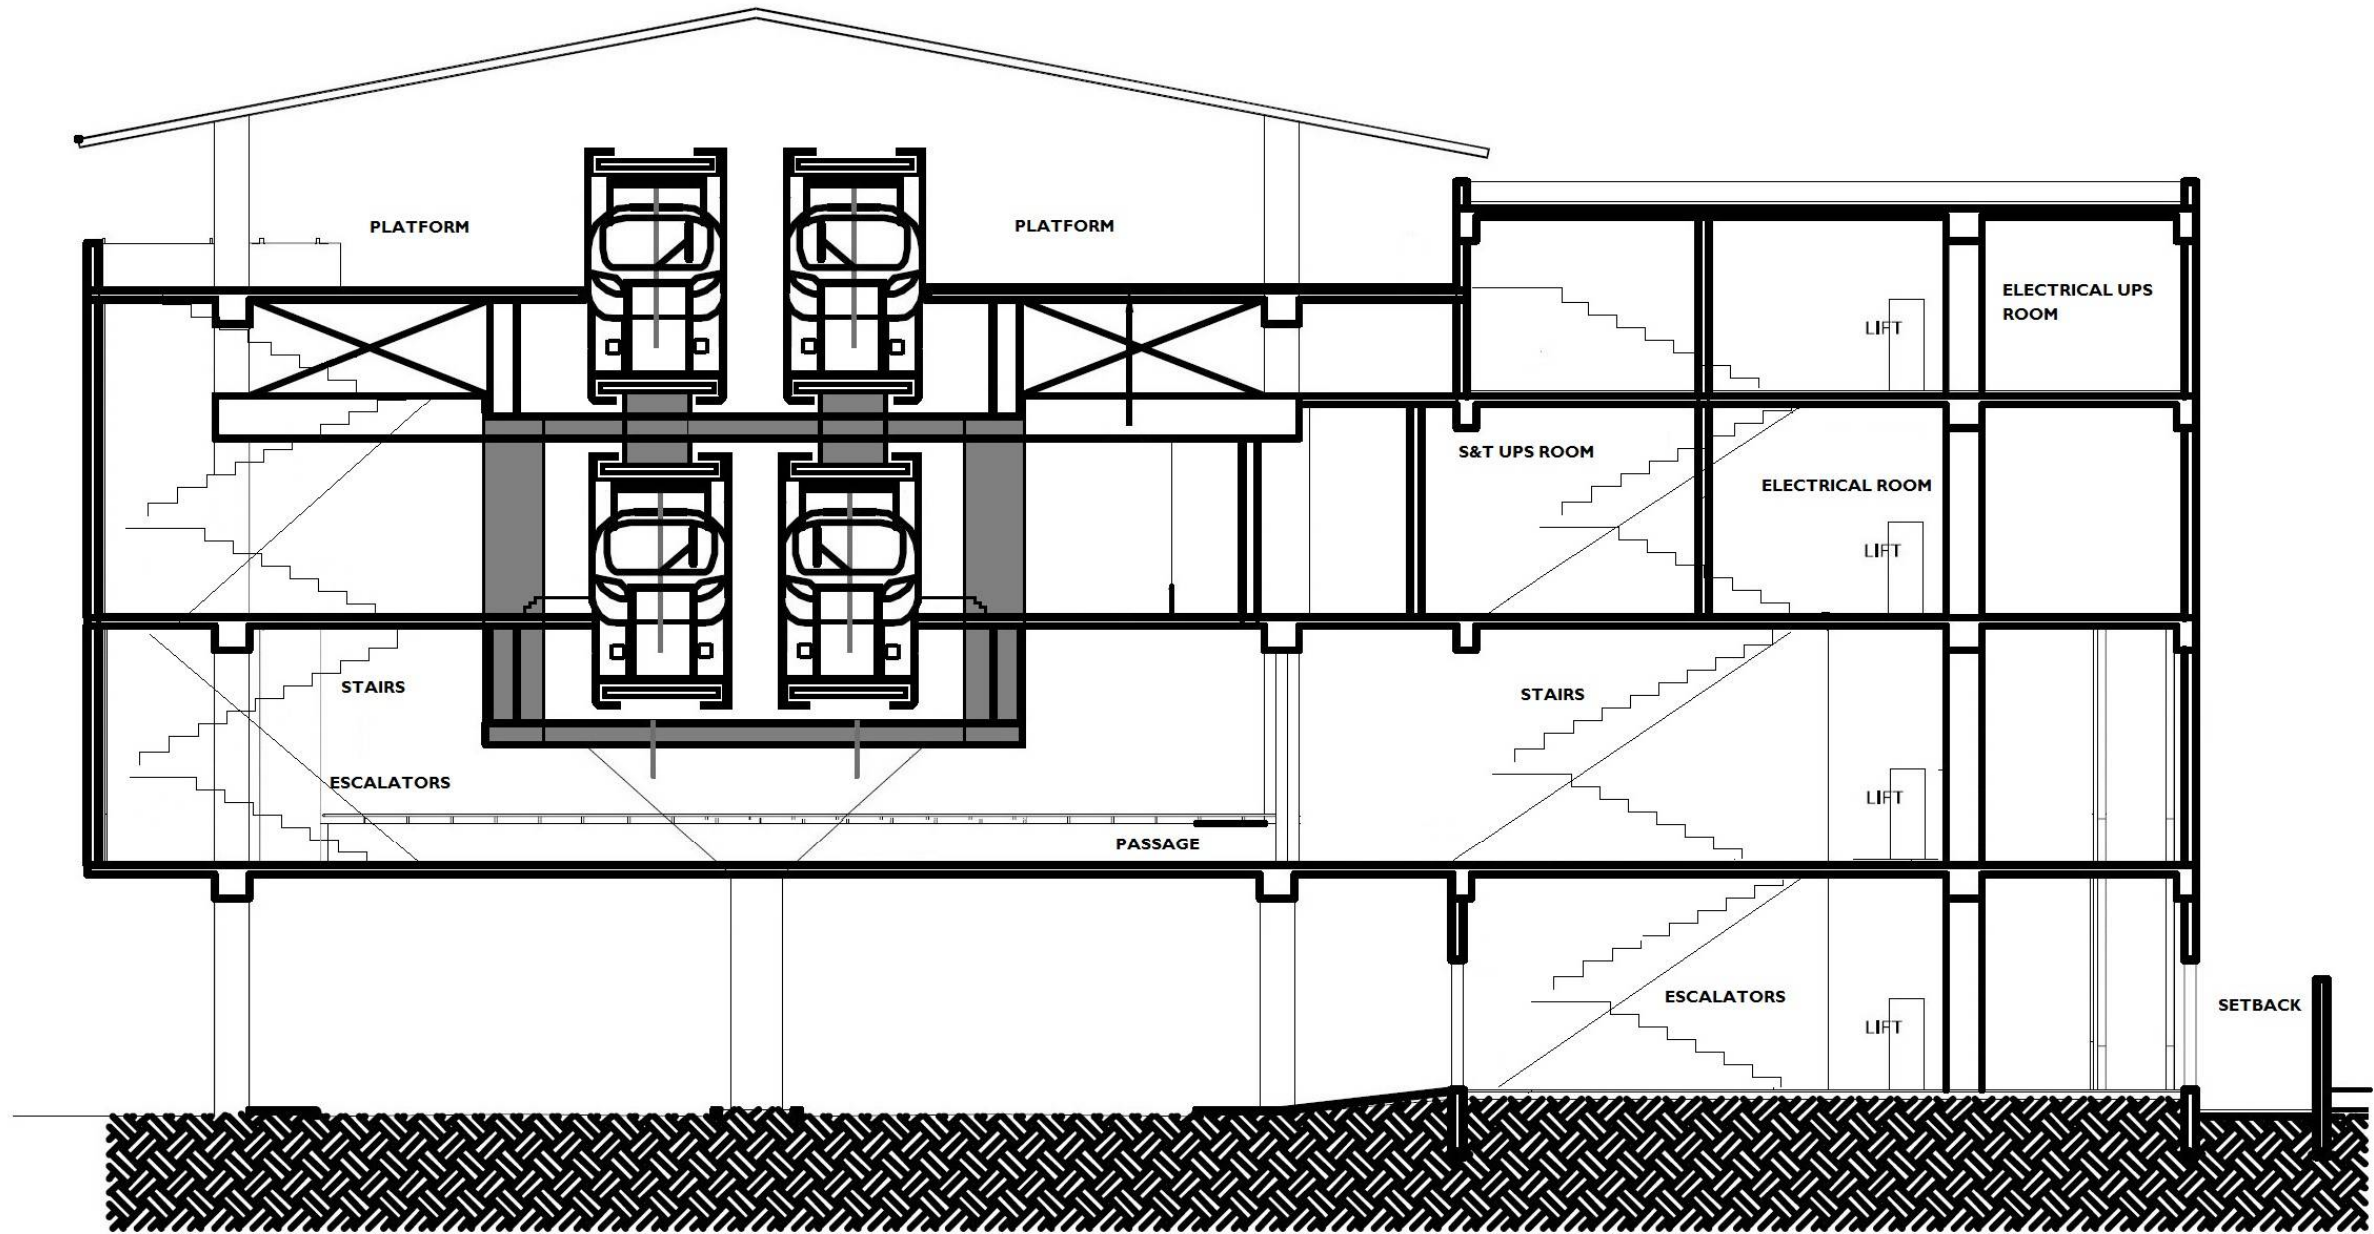 PLATFORM
PLATFORM
ELECTRICAL UPS
ROOM
LIFT
S&T UPS ROOM
ELECTRICAL ROOM
LIFT
STAIRS
STAIRS
ESCALATORS
LIFT
PASSAGE
ESCALATORS
SETBACK
LIFT